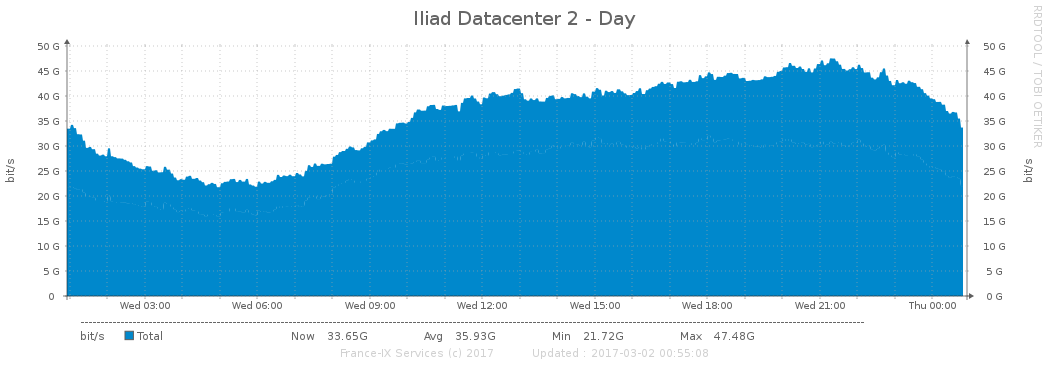 Iliad Datacenter 2 - Day
RRDTOOL / TOBI OETIKER
bit/s
50 G 50 G
45 G 45 G
40 G 40 G
35 G 35 G
30 G 30 G
25 G 25 G
20 G 20 G
15 G 15 G
10 G 10 G
5 G 5 G
0 0 G
bit/s
Wed 03:00 Wed 06:00 Wed 09:00 Wed 12:00 Wed 15:00 Wed 18:00 Wed 21:00 Thu 00:00
bit/s Total Now 33.65G Avg 35.93G Min 21.72G Max 47.48G
France-IX Services (c) 2017 Updated : 2017-03-02 00:55:08